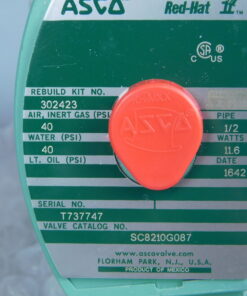 ASCO Red-Hat II™
C US
REBUILD KIT NO.
302423
AIR, INERT GAS (PSI PIPE
40 1/2
WATER (PSI) WATTS
40 11.6
LT. OIL (PSI) DATE
1642
ASCO
SERIAL NO.
T737747
VALVE CATALOG NO.
SC8210G087
www.ascovalve.com
FLORHAM PARK, N.J., U.S.A.
PRODUCT OF MEXICO